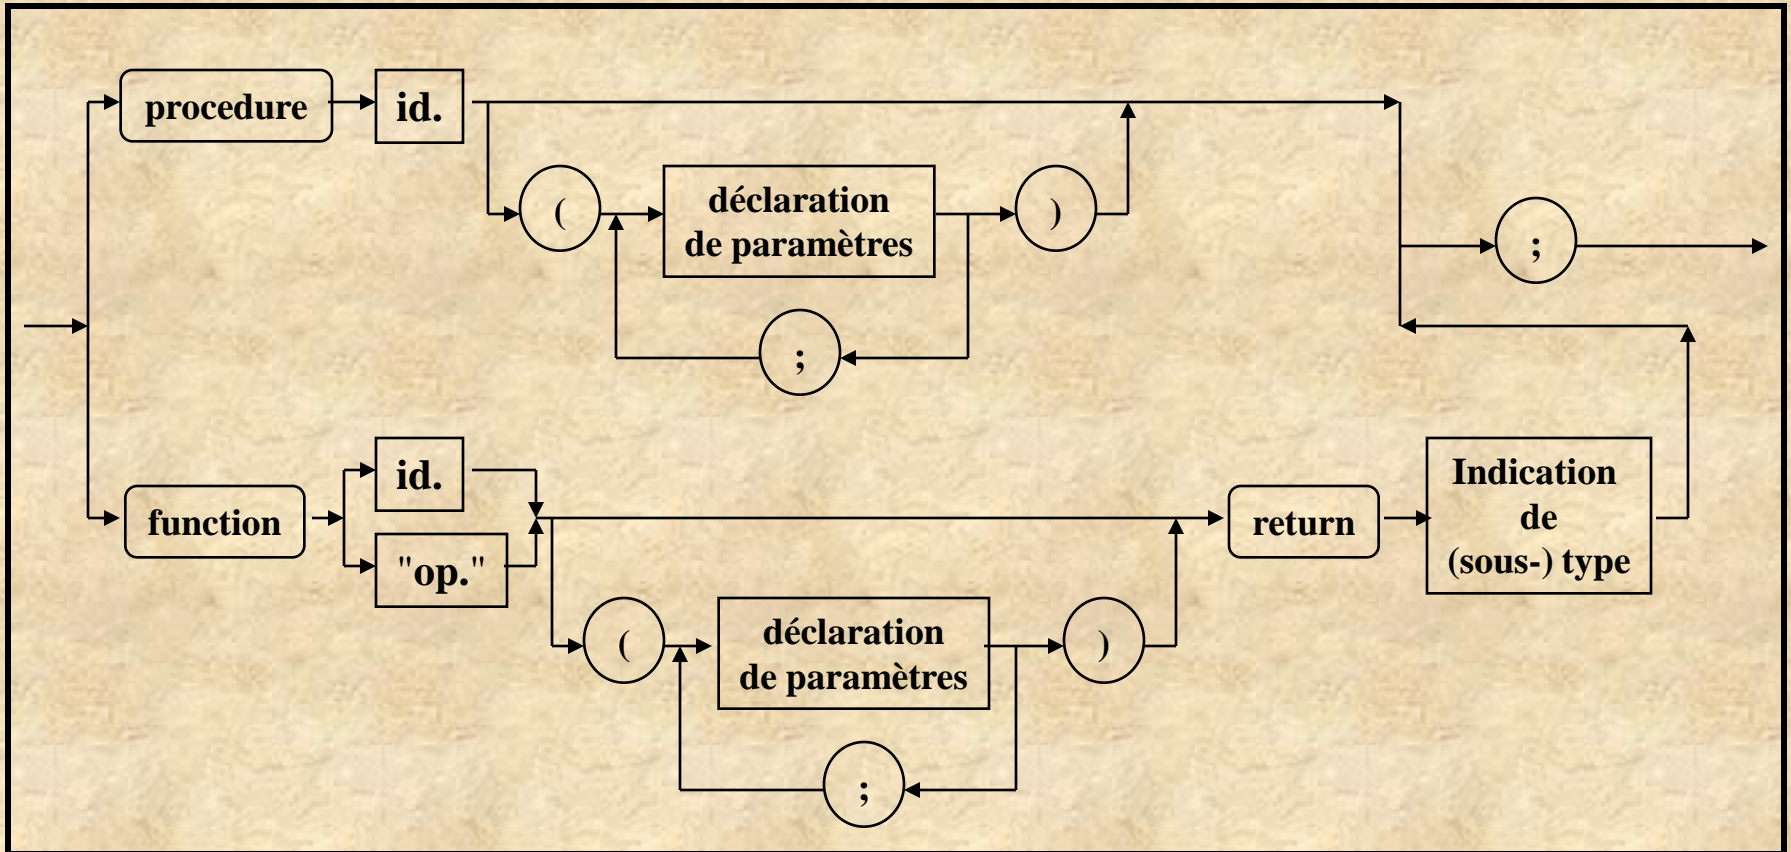 procedure
id.
(
déclaration
de paramètres
)
;
;
function
id.
"op."
(
déclaration
de paramètres
)
;
return
Indication
de
(sous-) type